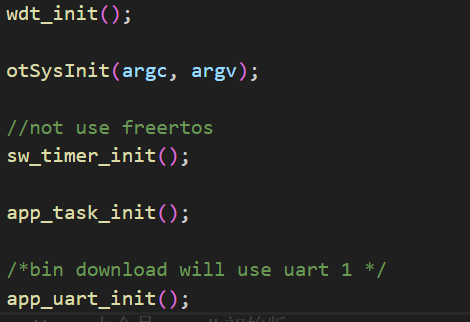 wdt_init();
otSysInit(argc, argv);
//not use freertos
sw_timer_init();
app_task_init();
/*bin download will use uart 1 */
app_uart_init();